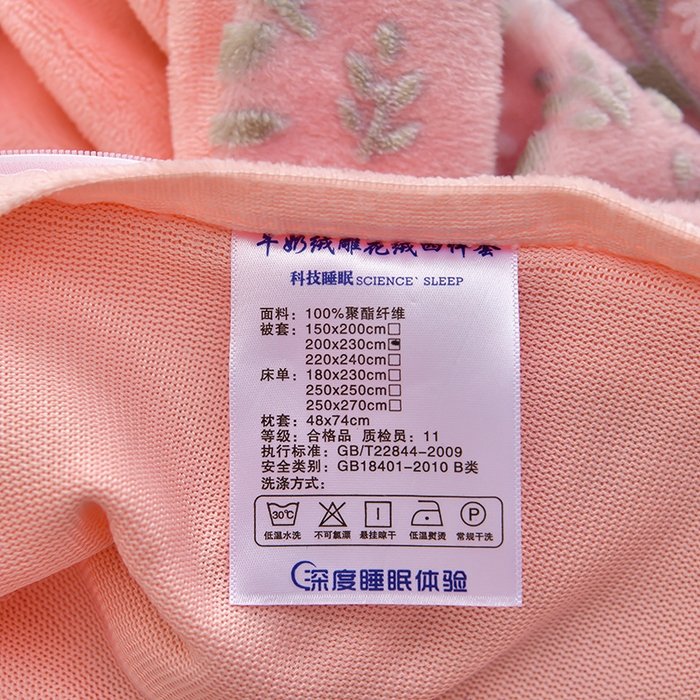 牛奶绒雕花绒四件套
科技睡眠SCIENCE` SLEEP
面料：100%聚酯纤维
被套：150x200cm
200x230cm
220x240cm
床单：180x230cm
250x250cm
250x270cm
枕套：48x74cm
等级：合格品 质检员：11
执行标准：GB/T22844-2009
安全类别：GB18401-2010 B类
洗涤方式：
30℃ P
低温水洗 不可氯漂 悬挂晾干 低温熨烫 常规干洗
深度睡眠体验